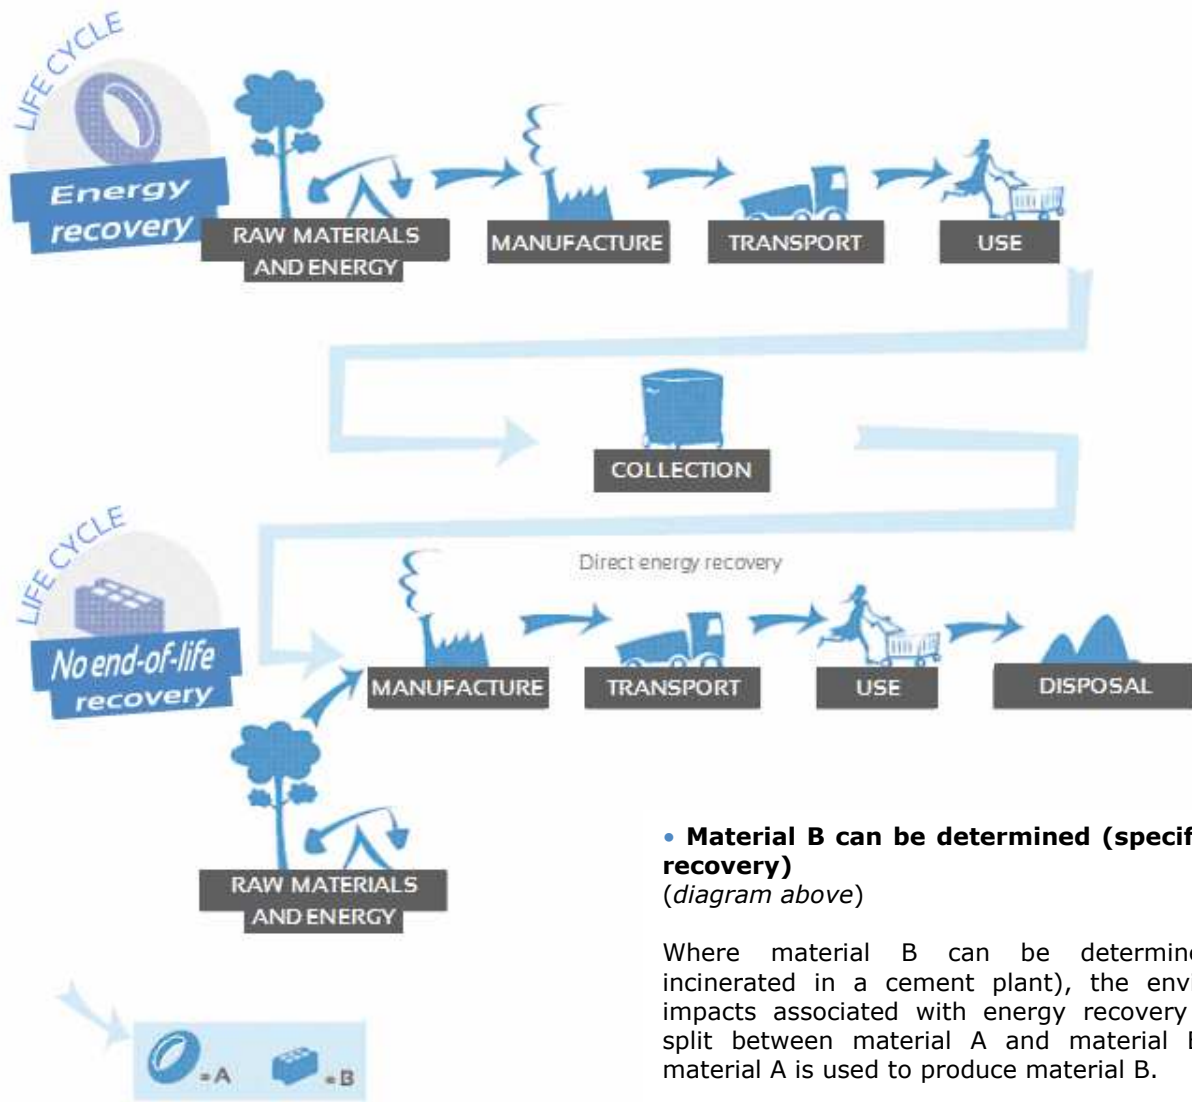 LIFE CYCLE
Energy
recovery
RAW MATERIALS
AND ENERGY
MANUFACTURE
TRANSPORT
USE
COLLECTION
LIFE CYCLE
No end-of-life
recovery
Direct energy recovery
MANUFACTURE
TRANSPORT
USE
DISPOSAL
RAW MATERIALS
AND ENERGY
= A
= B
• Material B can be determined (specif
recovery)
(diagram above)
Where material B can be determin
incinerated in a cement plant), the env
impacts associated with energy recovery
split between material A and material
material A is used to produce material B.